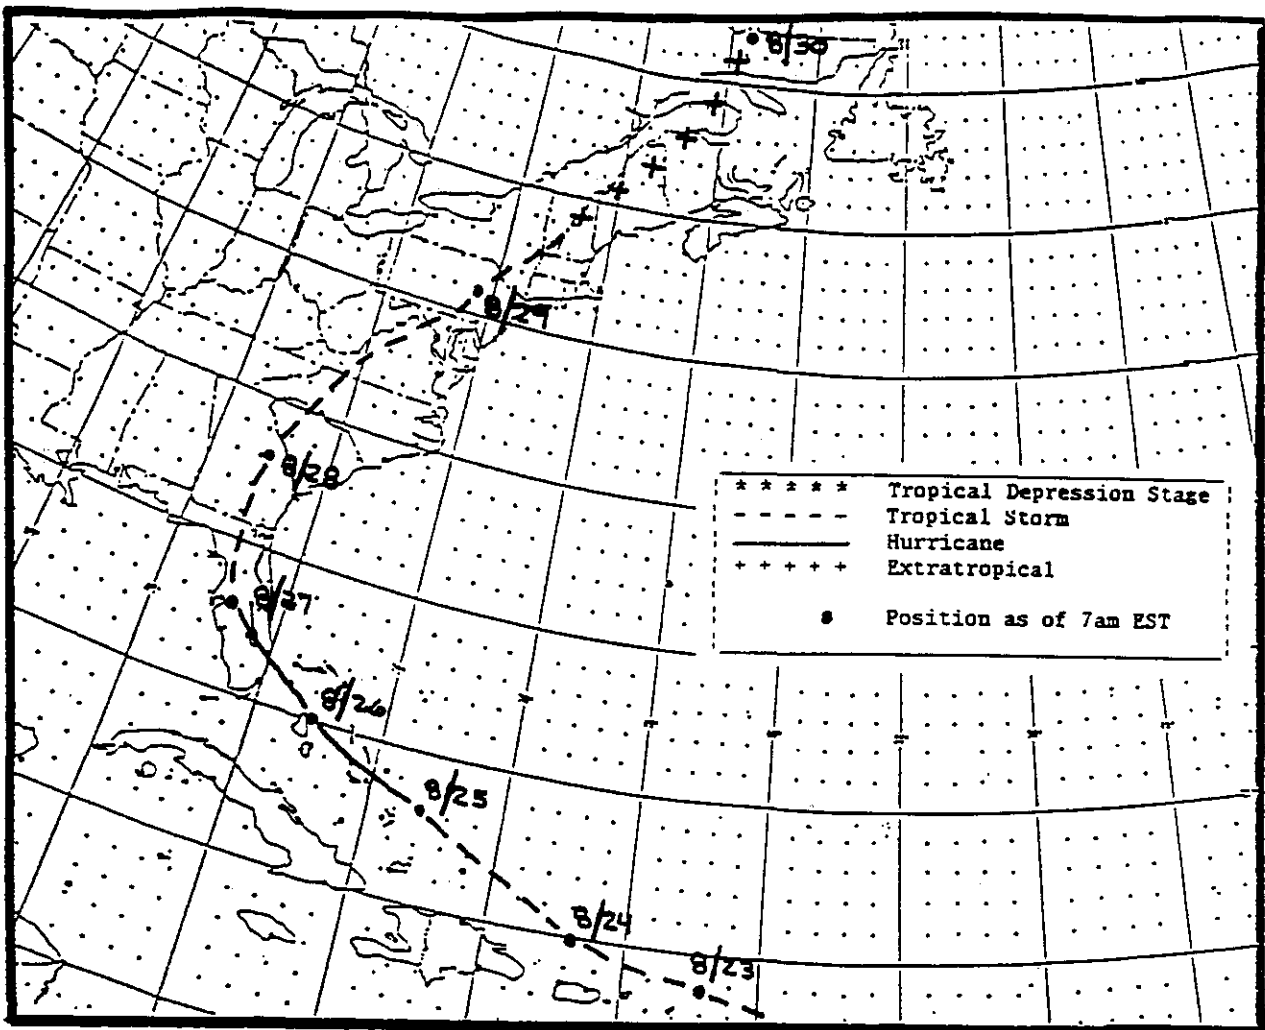 8/30
8/29
8/28
* * * * * Tropical Depression Stage
- - - - - Tropical Storm
Hurricane
+ + + + + Extratropical
● Position as of 7am EST
8/27
8/26
8/25
8/24
8/23